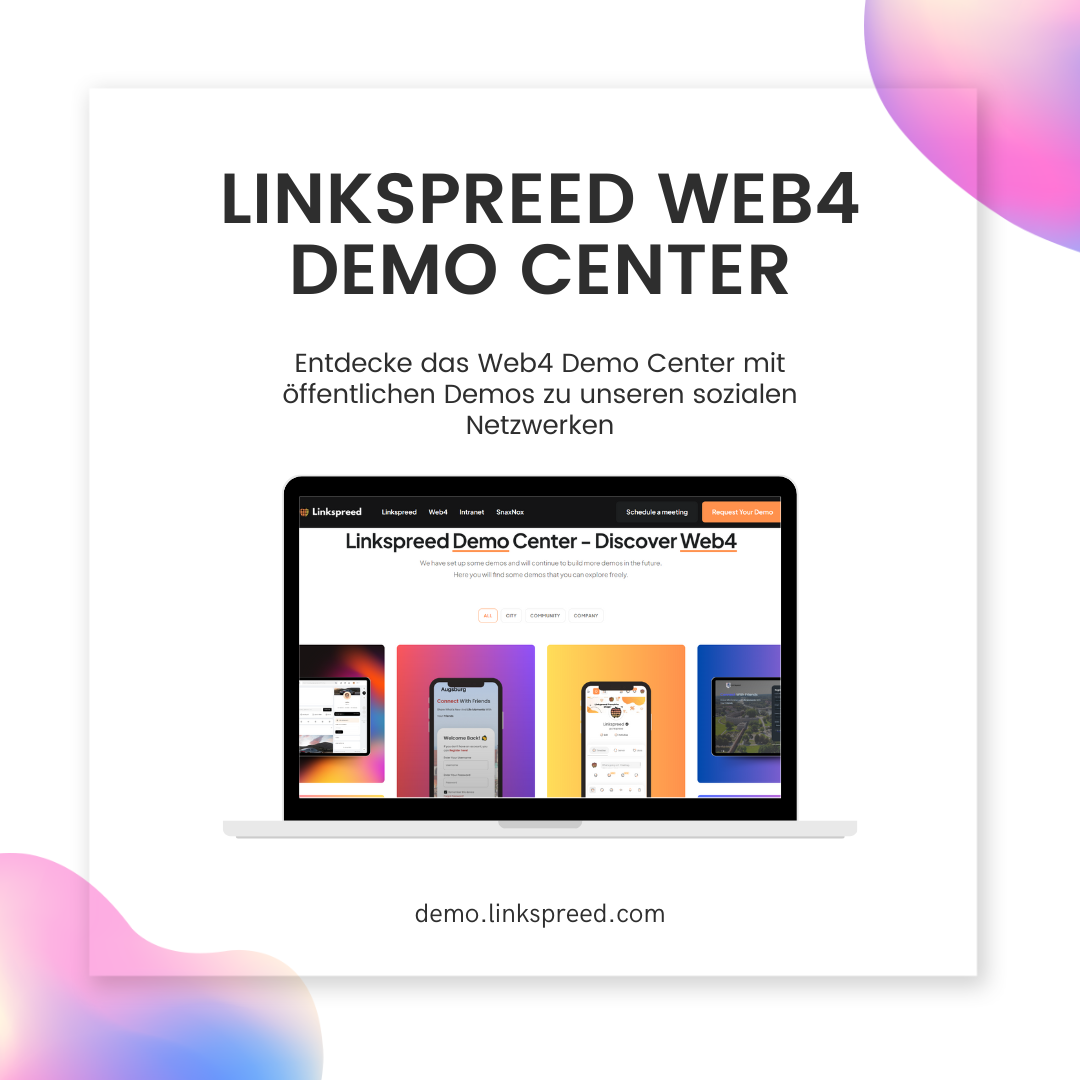 LINKSPREED WEB4
DEMO CENTER
Entdecke das Web4 Demo Center mit
öffentlichen Demos zu unseren sozialen
Netzwerken
Linkspreed Linkspreed Web4 Intranet SnaxNox Schedule a meeting Request Your Demo
Linkspreed Demo Center – Discover Web4
We have set up some demos and will continue to build more demos in the future.
Here you will find some demos that you can explore freely.
ALL CITY COMMUNITY COMPANY
Augsburg
Connect With Friends
Welcome Back!
Linkspreed
demo.linkspreed.com